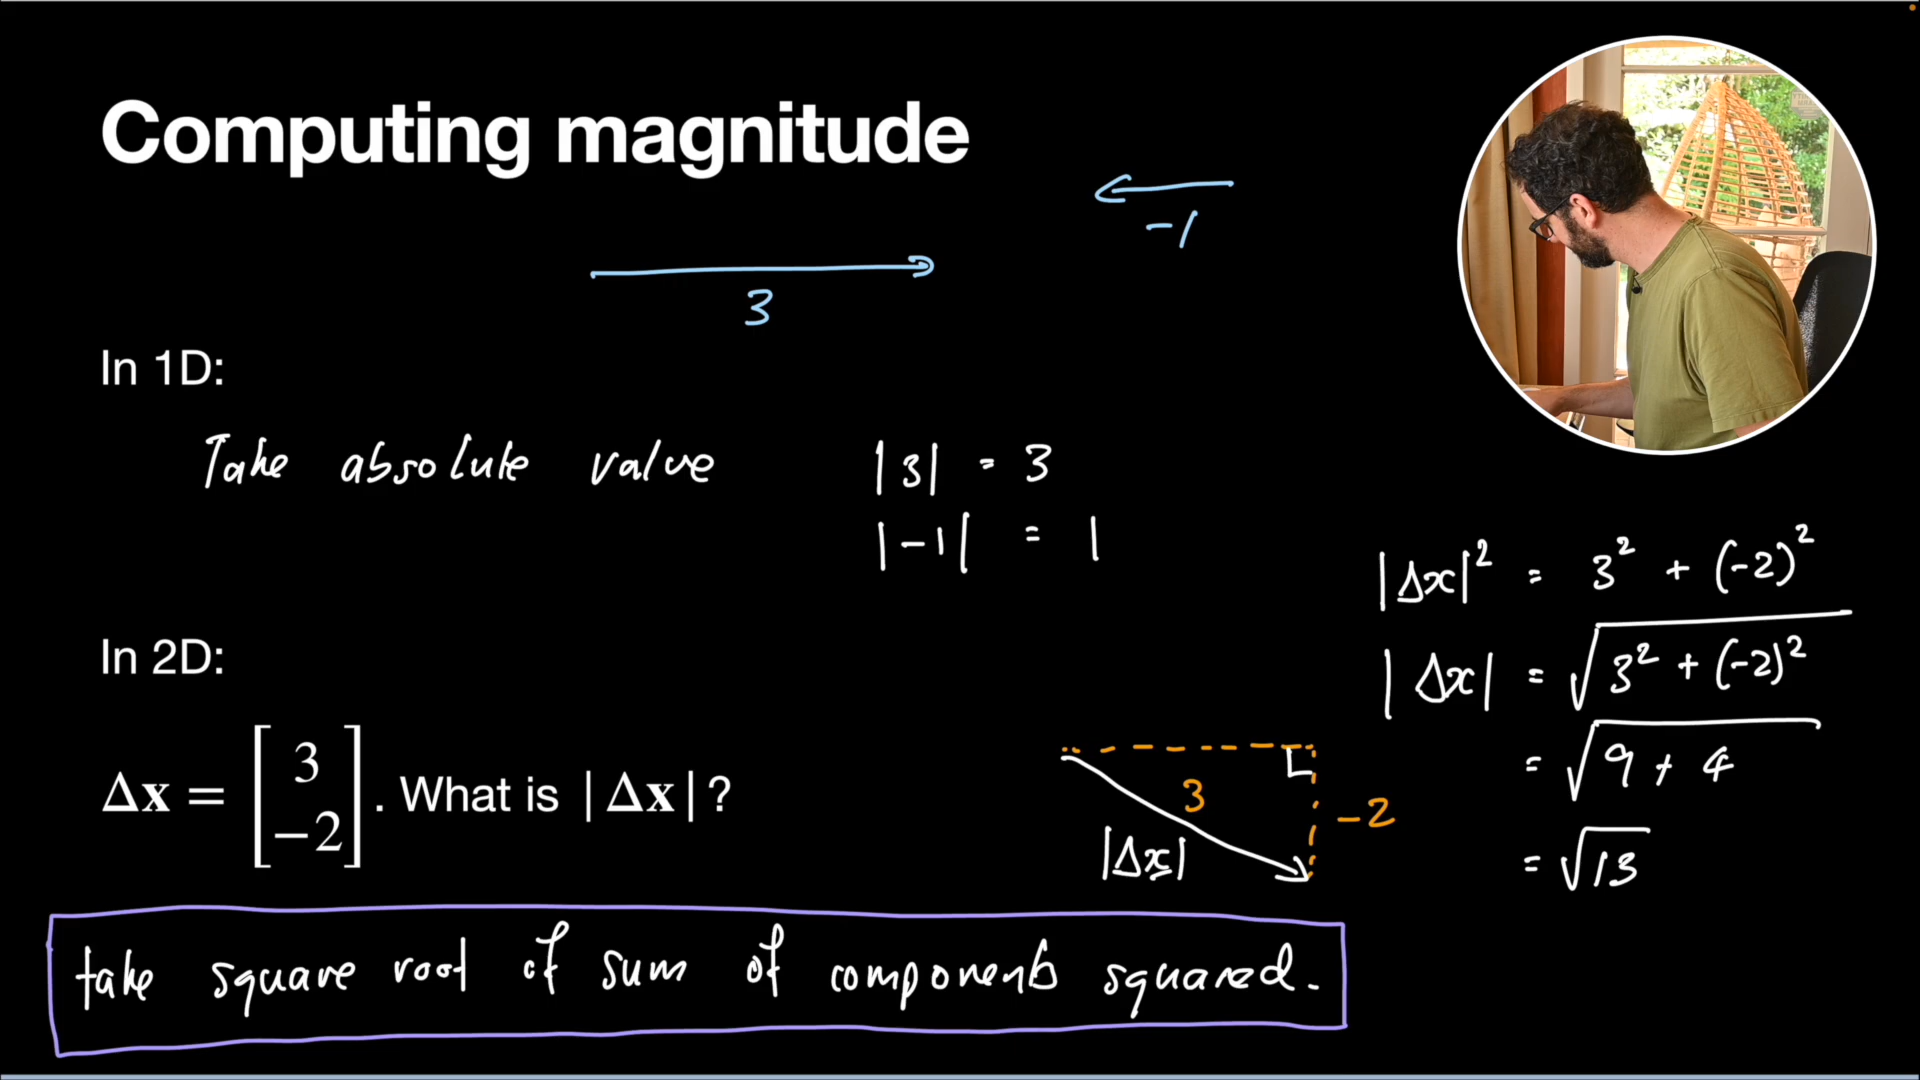 Computing magnitude
-1
3
In 1D:
Take absolute value |3| = 3
|-1| = 1
|Δx|² = 3² + (-2)²
In 2D:
|Δx| = √3² + (-2)²
= √9 + 4
Δx = [3 -2]. What is |Δx|?
3
-2
|Δx|
= √13
take square root of sum of components squared.